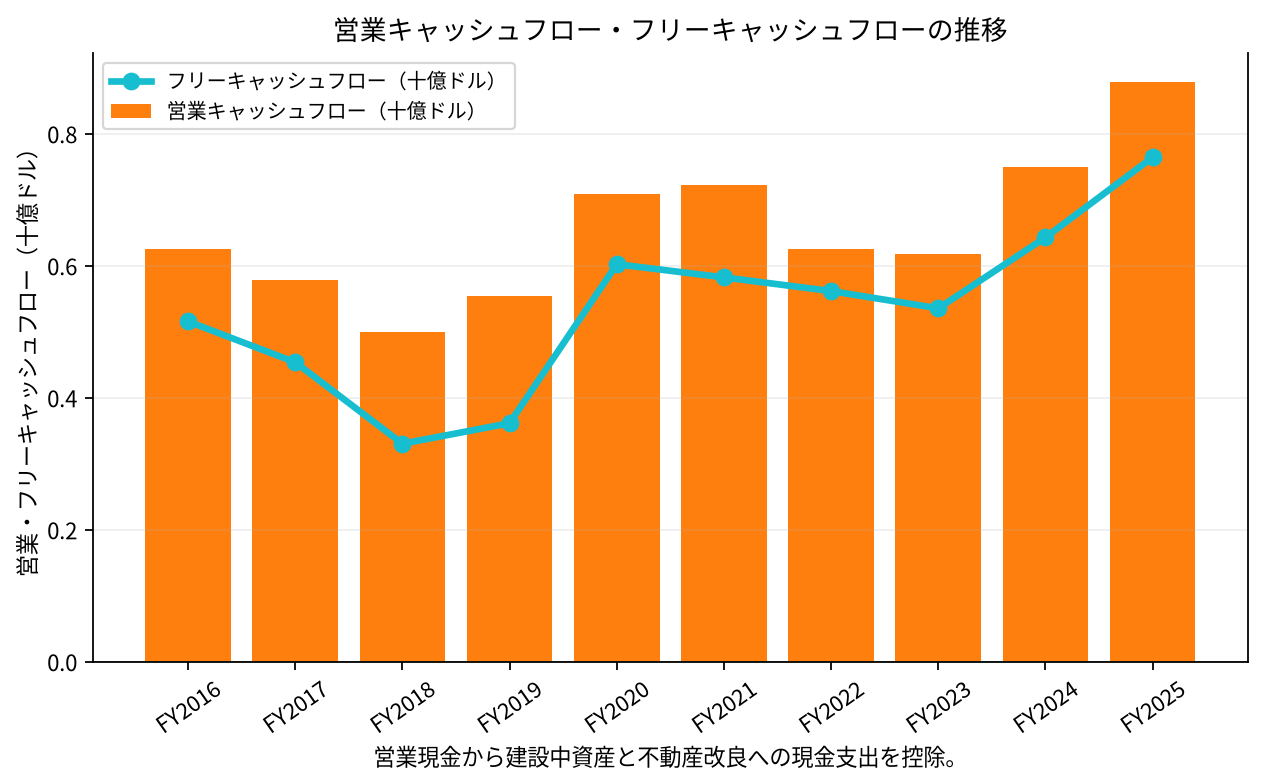 営業キャッシュフロー・フリーキャッシュフローの推移
フリーキャッシュフロー（十億ドル）
営業キャッシュフロー（十億ドル）
営業・フリーキャッシュフロー（十億ドル）
0.8
0.6
0.4
0.2
0.0
FY2016
FY2017
FY2018
FY2019
FY2020
FY2021
FY2022
FY2023
FY2024
FY2025
営業現金から建設中資産と不動産改良への現金支出を控除。